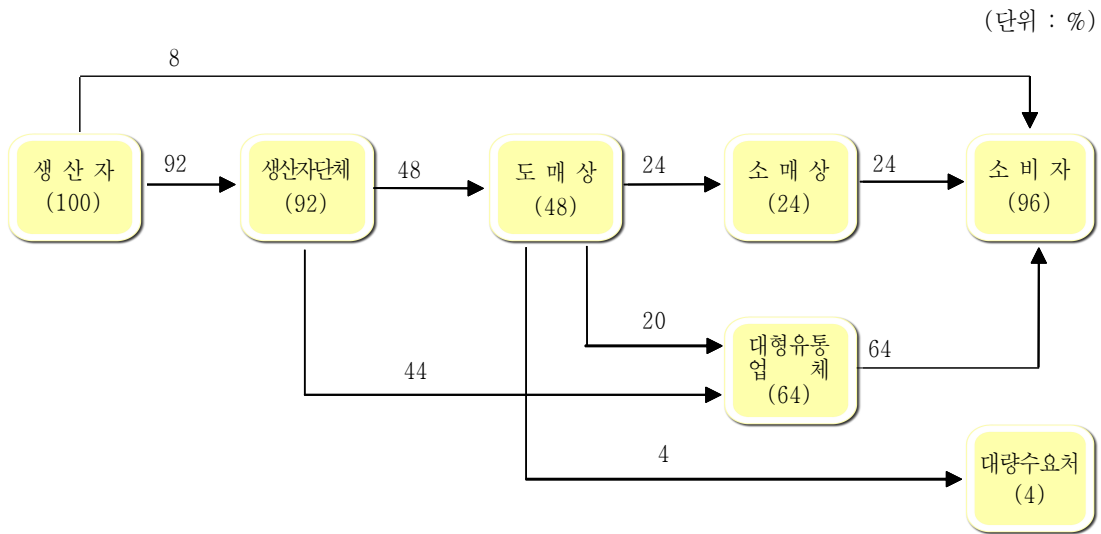 (단위 : %)
8
생 산 자
(100)
92
생산자단체
(92)
48
도 매 상
(48)
24
소 매 상
(24)
24
소 비 자
(96)
20
대형유통
업 체
(64)
64
44
4
대량수요처
(4)